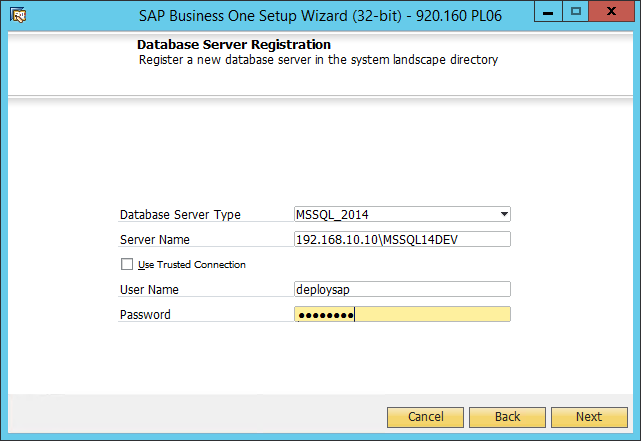 SAP Business One Setup Wizard (32-bit) - 920.160 PL06
Database Server Registration
Register a new database server in the system landscape directory
Database Server Type MSSQL_2014
Server Name 192.168.10.10\MSSQL14DEV
Use Trusted Connection
User Name deploysap
Password ●●●●●●●●
Cancel Back Next